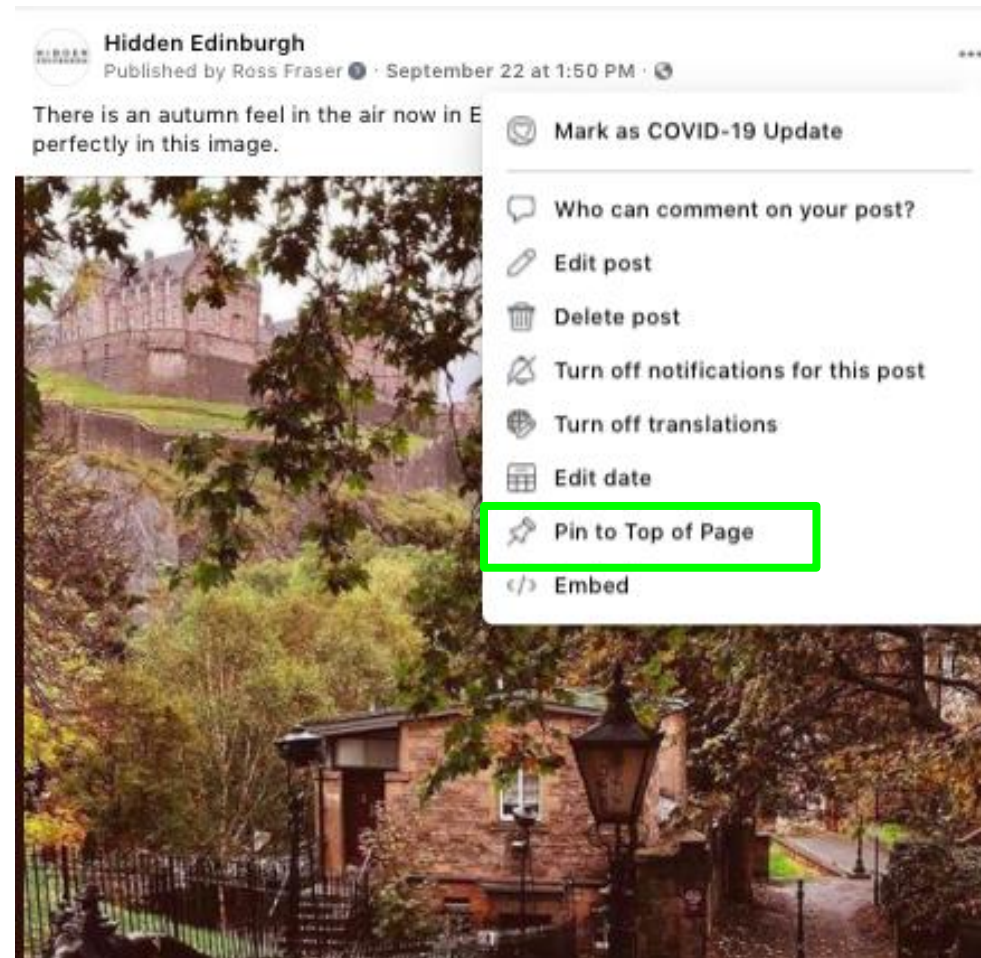 Hidden Edinburgh
Published by Ross Fraser · September 22 at 1:50 PM ·
There is an autumn feel in the air now in E
perfectly in this image.
Mark as COVID-19 Update
Who can comment on your post?
Edit post
Delete post
Turn off notifications for this post
Turn off translations
Edit date
Pin to Top of Page
</> Embed